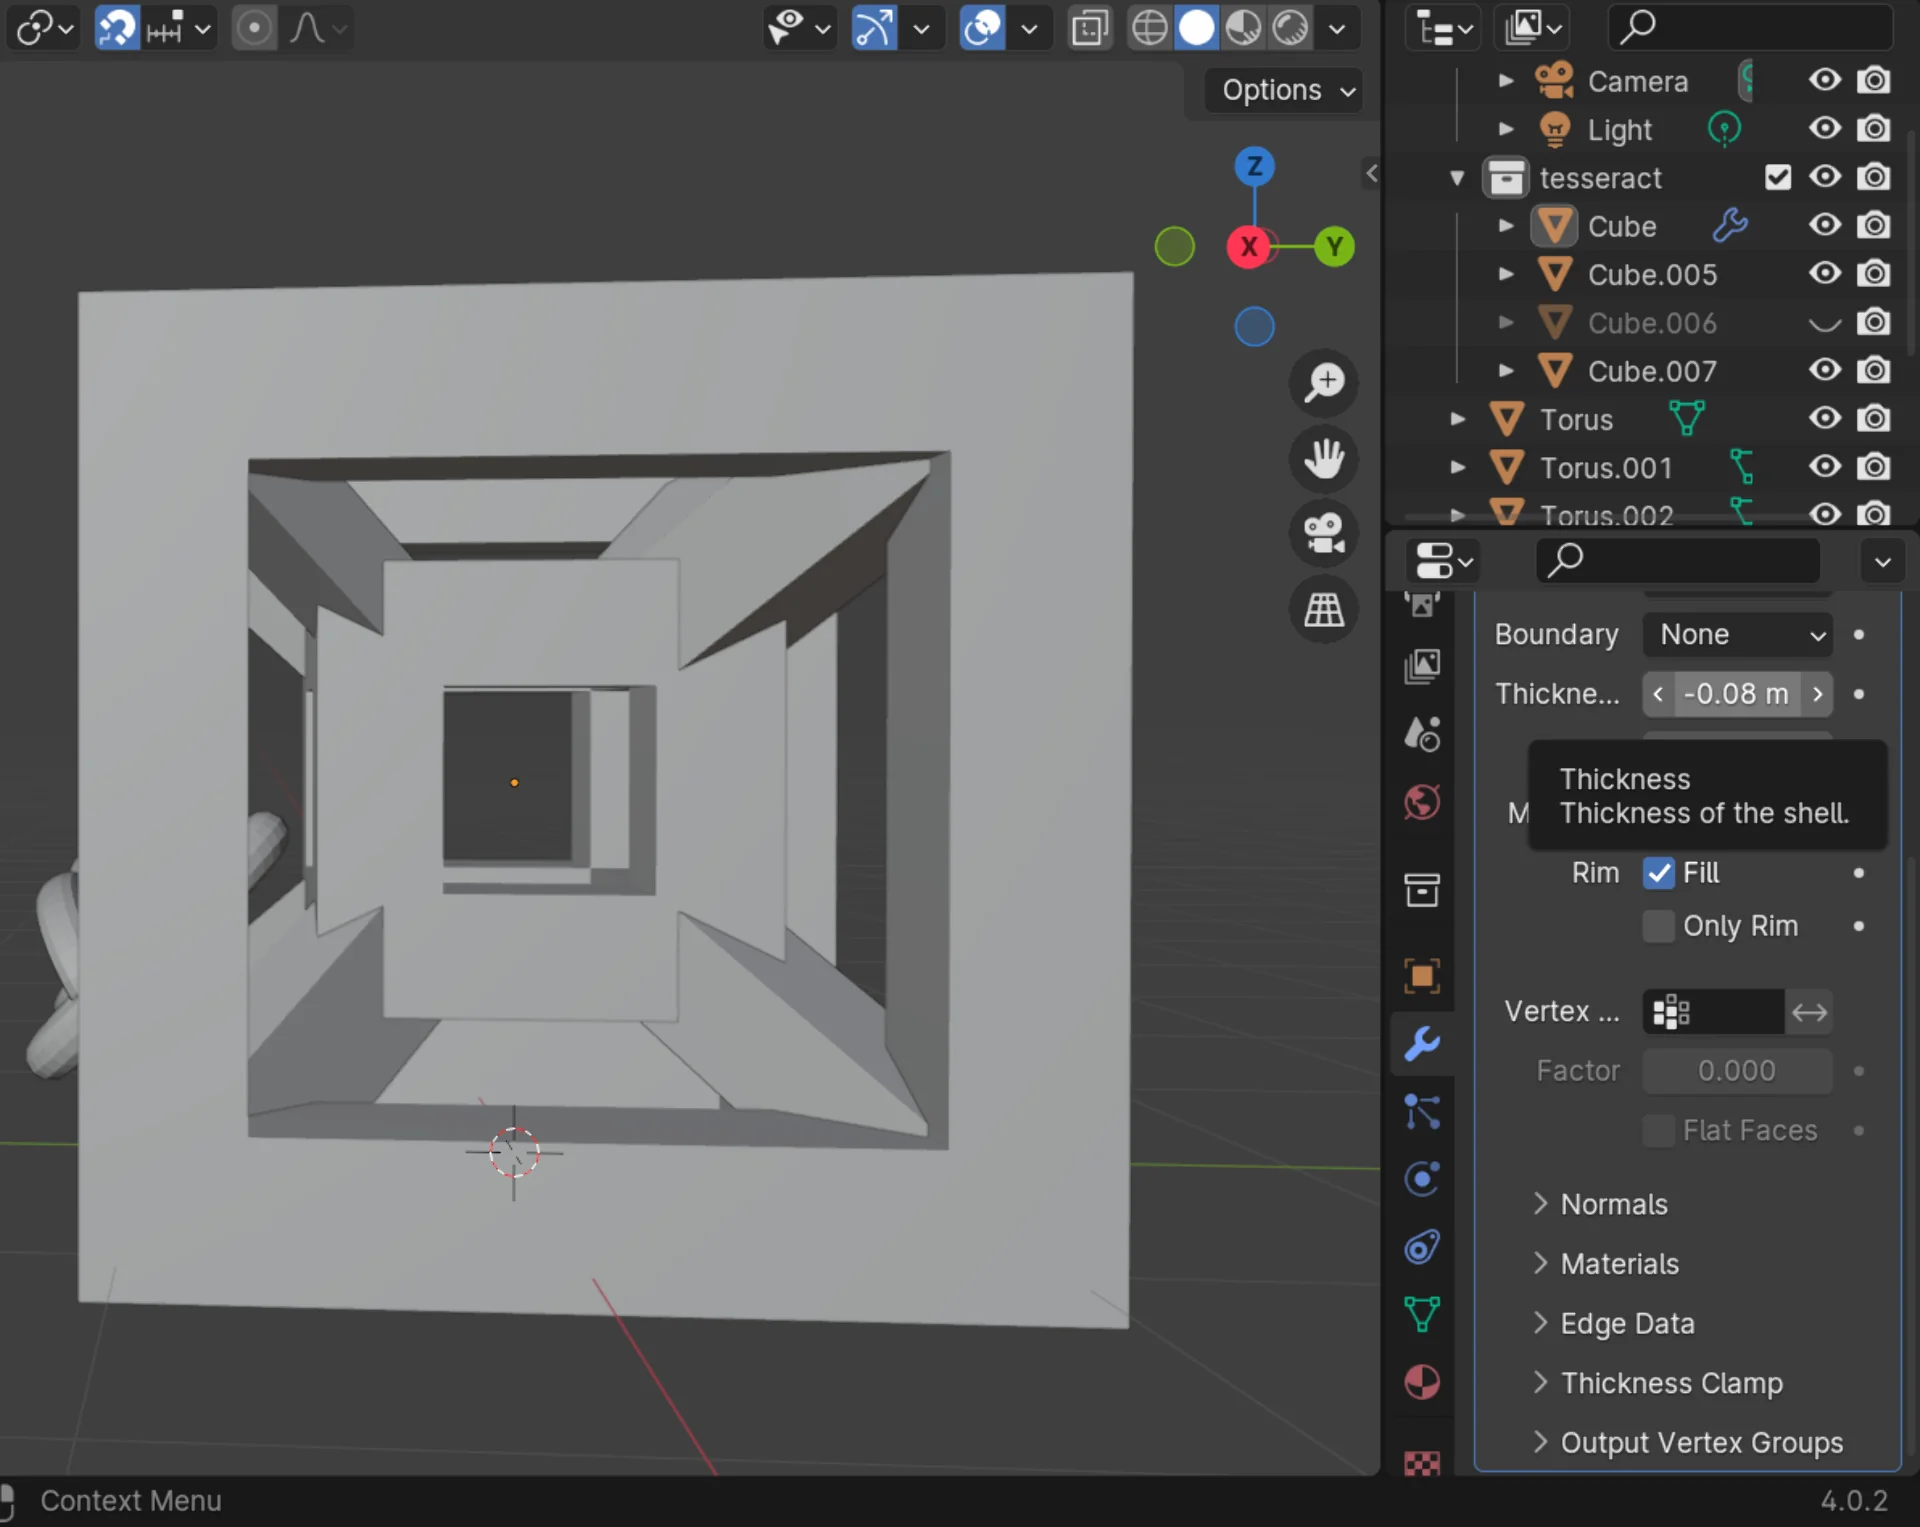 Options
Z
X
Y
Camera
Light
tesseract
Cube
Cube.005
Cube.006
Cube.007
Torus
Torus.001
Torus.002
Boundary None
Thickne... -0.08 m
Thickness
M Thickness of the shell.
Rim Fill
Only Rim
Vertex ...
Factor 0.000
Flat Faces
Normals
Materials
Edge Data
Thickness Clamp
Output Vertex Groups
Context Menu 4.0.2